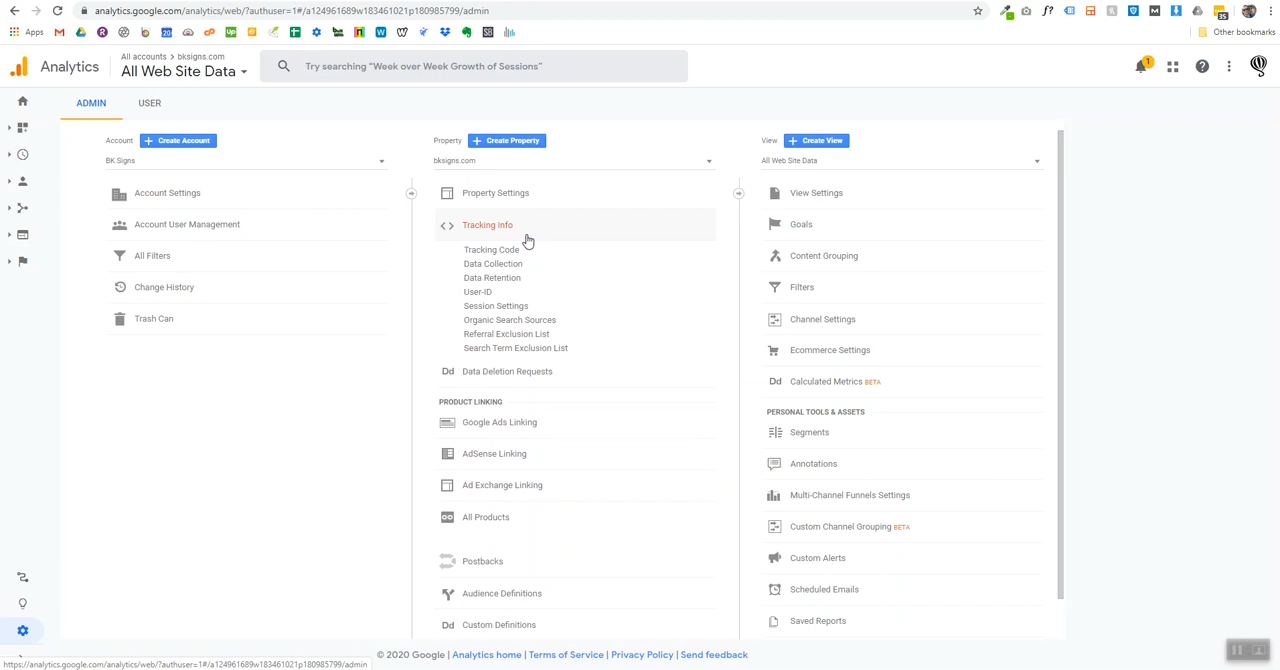 analytics.google.com/analytics/web/?authuser=1#/a124961689w183461021p180985799/admin
35
Apps
20
Up
Other bookmarks
Analytics
All accounts > bksigns.com
All Web Site Data
Try searching "Week over Week Growth of Sessions"
1
ADMIN
USER
Account
Create Account
BK Signs
Account Settings
Account User Management
All Filters
Change History
Trash Can
Property
Create Property
bksigns.com
Property Settings
Tracking Info
Tracking Code
Data Collection
Data Retention
User-ID
Session Settings
Organic Search Sources
Referral Exclusion List
Search Term Exclusion List
Dd Data Deletion Requests
PRODUCT LINKING
Google Ads Linking
AdSense Linking
Ad Exchange Linking
All Products
Postbacks
Audience Definitions
Dd Custom Definitions
View
Create View
All Web Site Data
View Settings
Goals
Content Grouping
Filters
Channel Settings
Ecommerce Settings
Dd Calculated Metrics BETA
PERSONAL TOOLS & ASSETS
Segments
Annotations
Multi-Channel Funnels Settings
Custom Channel Grouping BETA
Custom Alerts
Scheduled Emails
Saved Reports
© 2020 Google | Analytics home | Terms of Service | Privacy Policy | Send feedback
https://analytics.google.com/analytics/web/?authuser=1#/a124961689w183461021p180985799/admin